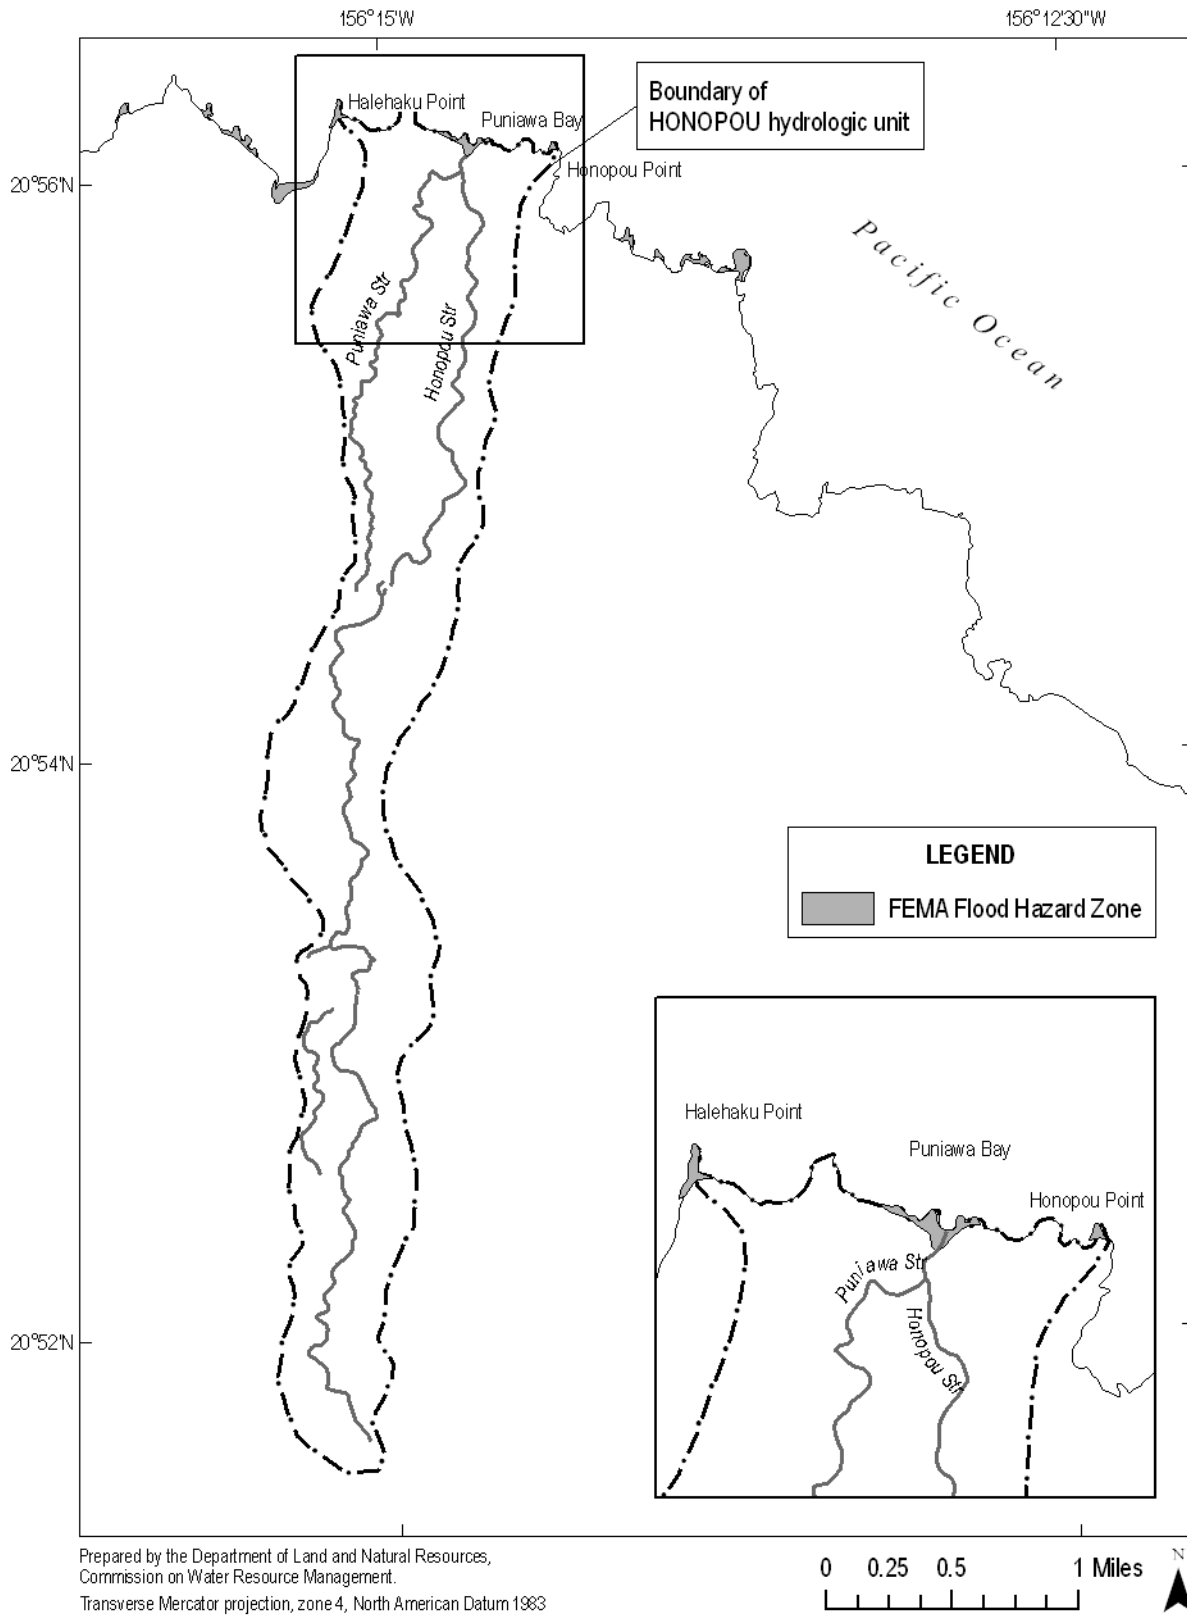 156°15'W
156°12'30"W
Halehaku Point
Puniawa Bay
Boundary of
HONOPOU hydrologic unit
Honopou Point
20°56'N
Pacific Ocean
Puniawa Str
Honopou Str
20°54'N
LEGEND
FEMA Flood Hazard Zone
Halehaku Point
Puniawa Bay
Honopou Point
Puniawa Str
Honopou Str
20°52'N
Prepared by the Department of Land and Natural Resources,
Commission on Water Resource Management.
Transverse Mercator projection, zone 4, North American Datum 1983
0 0.25 0.5 1 Miles
N